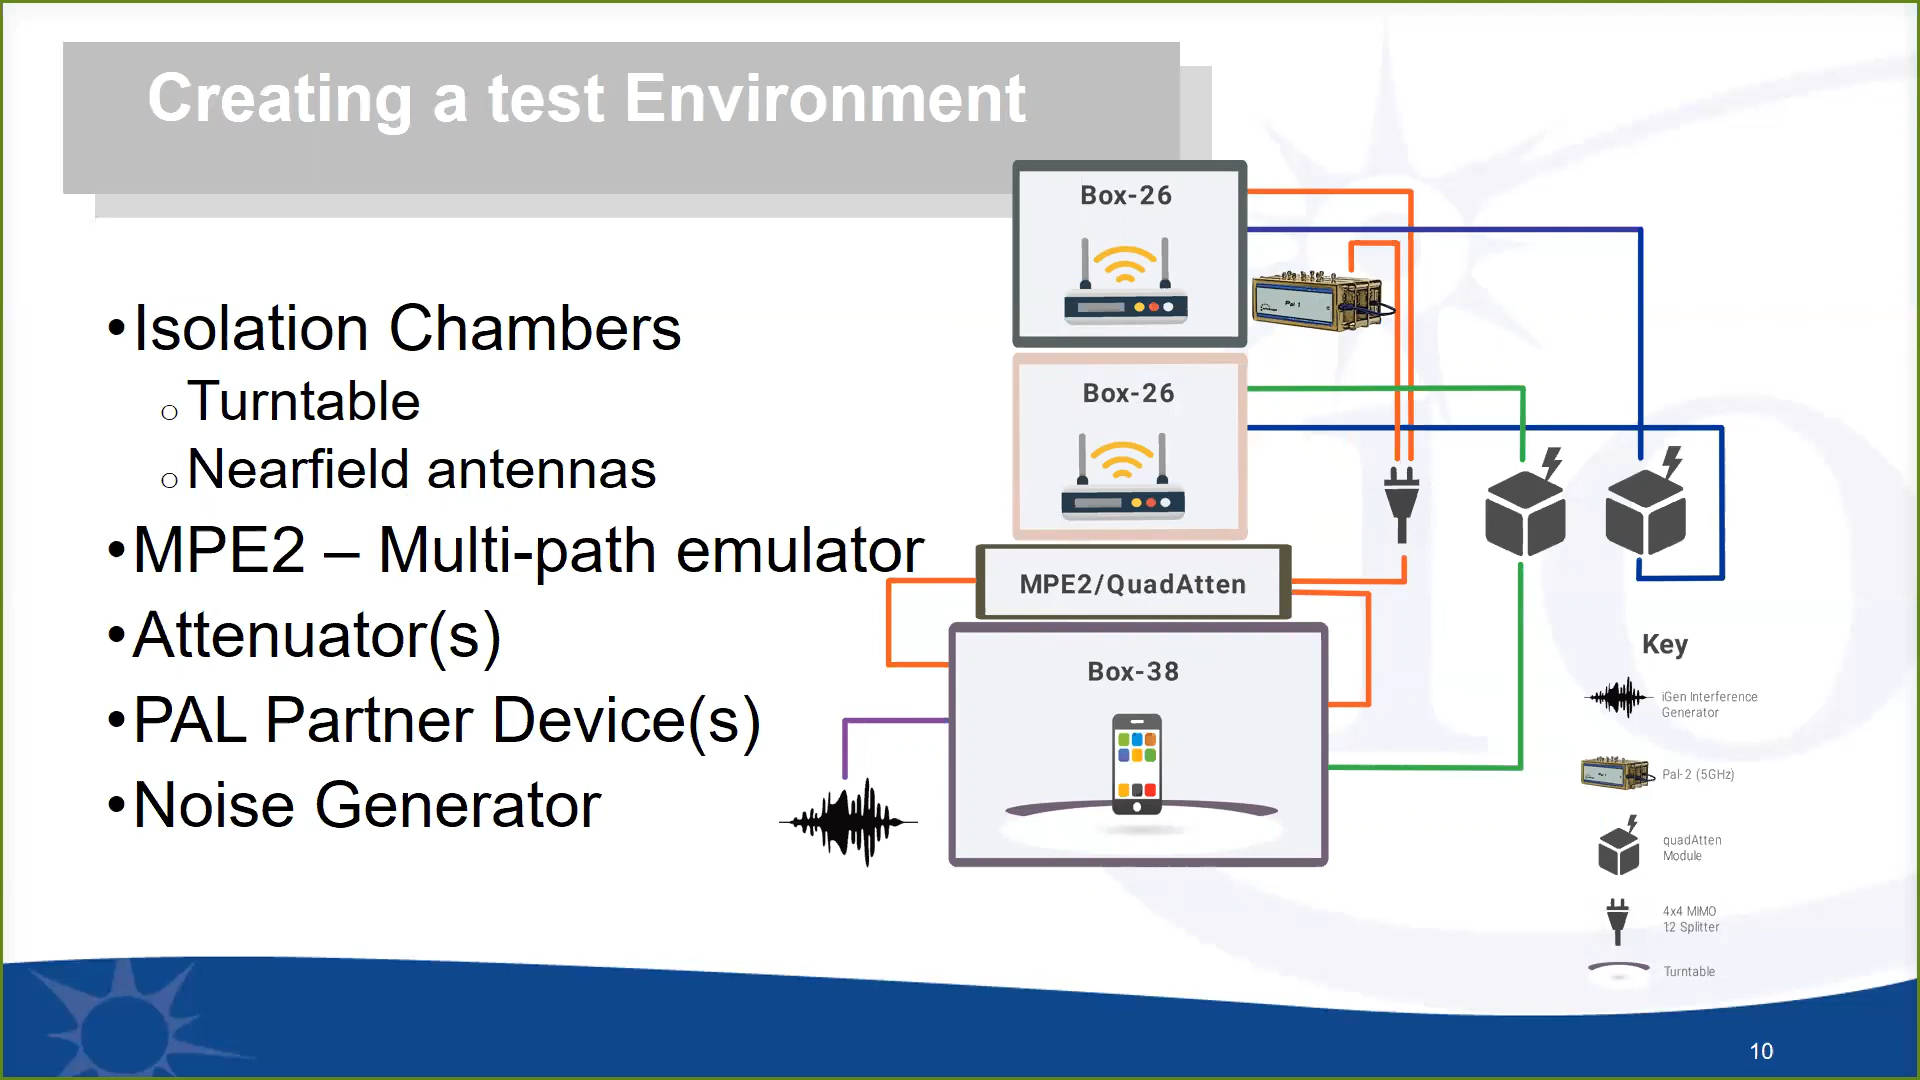 Creating a test Environment
•Isolation Chambers
○Turntable
○Nearfield antennas
•MPE2 – Multi-path emulator
•Attenuator(s)
•PAL Partner Device(s)
•Noise Generator
Box-26
Pal 1
Box-26
MPE2/QuadAtten
Box-38
Key
iGen Interference
Generator
Pal-2 (5GHz)
quadAtten
Module
4x4 MIMO
12 Splitter
Turntable
10